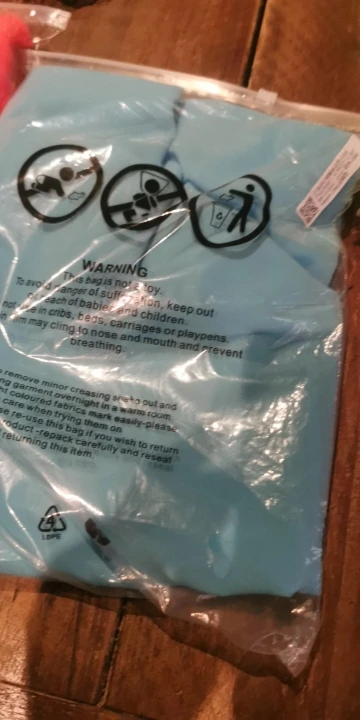 WARNING
This bag is not a toy.
To avoid danger of suffocation, keep out
reach of babies and children.
not use in cribs, beds, carriages or playpens.
may cling to nose and mouth and prevent
breathing.
remove minor creasing shake out and
garment overnight in a warm room.
coloured fabrics mark easily-please
care when trying them on
re-use this bag if you wish to return
product -repack carefully and reseal
returning this item.
4
LDPE